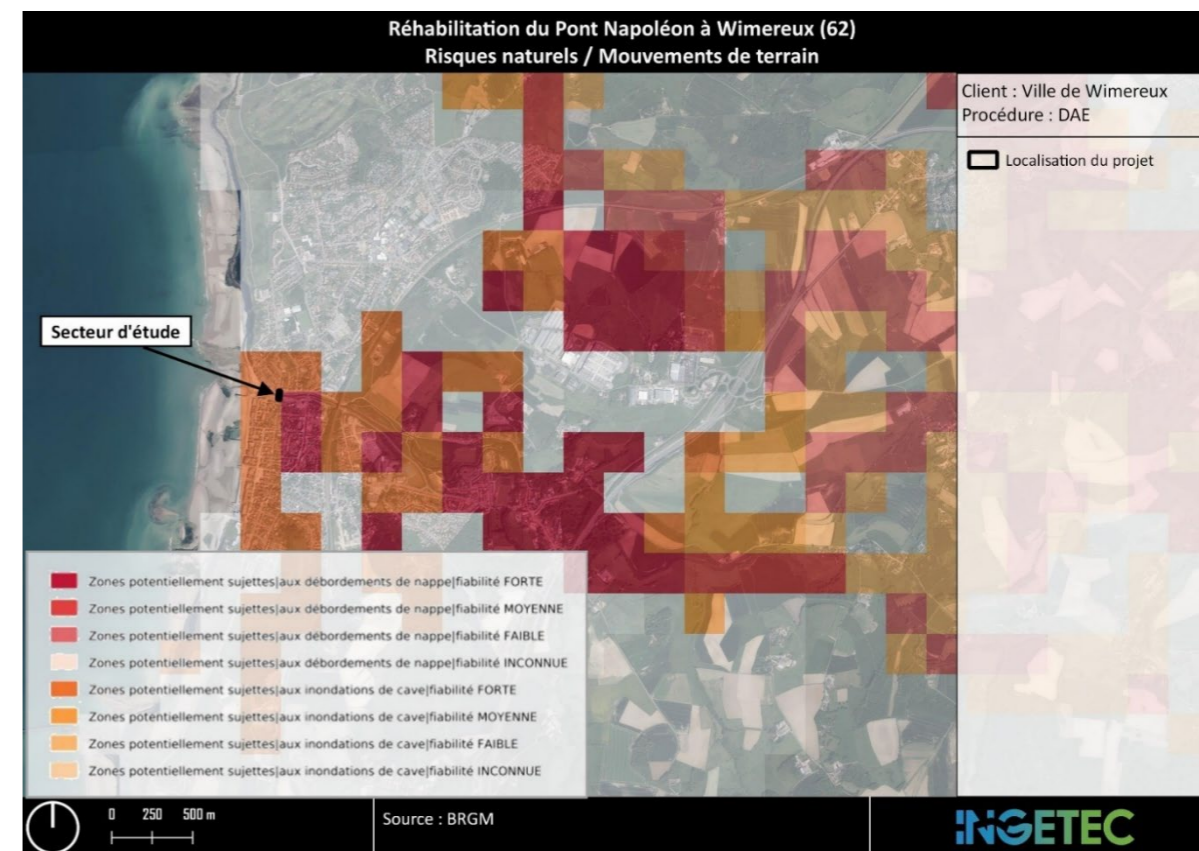 Réhabilitation du Pont Napoléon à Wimereux (62)
Risques naturels / Mouvements de terrain
Client : Ville de Wimereux
Procédure : DAE
Localisation du projet
Secteur d'étude
Zones potentiellement sujettes|aux débordements de nappe|fiabilité FORTE
Zones potentiellement sujettes|aux débordements de nappe|fiabilité MOYENNE
Zones potentiellement sujettes|aux débordements de nappe|fiabilité FAIBLE
Zones potentiellement sujettes|aux débordements de nappe|fiabilité INCONNUE
Zones potentiellement sujettes|aux inondations de cave|fiabilité FORTE
Zones potentiellement sujettes|aux inondations de cave|fiabilité MOYENNE
Zones potentiellement sujettes|aux inondations de cave|fiabilité FAIBLE
Zones potentiellement sujettes|aux inondations de cave|fiabilité INCONNUE
0 250 500 m
Source : BRGM
INGETEC